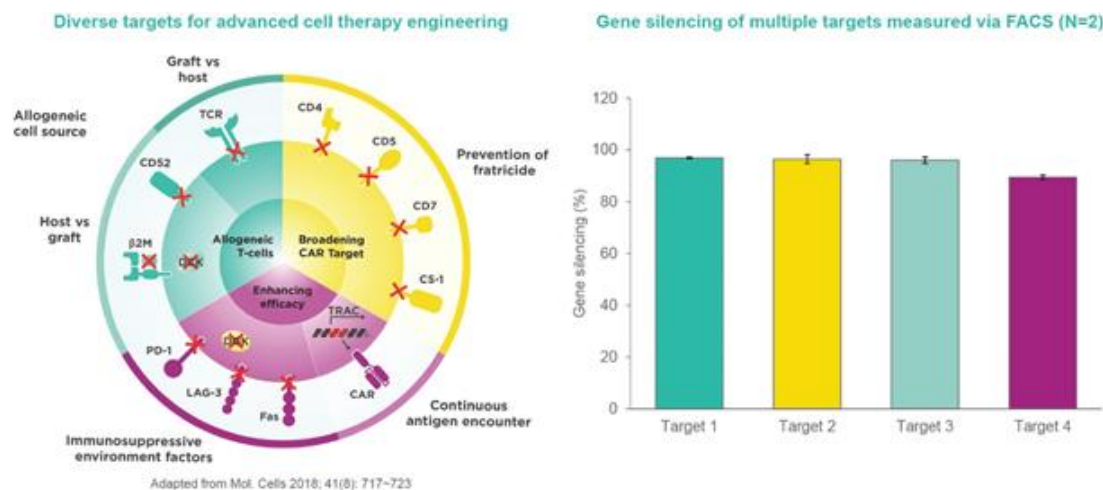 Diverse targets for advanced cell therapy engineering
Graft vs
host
Allogeneic
cell source
TCR
CD4
CD5
Prevention of
fratricide
CD52
CD7
Host vs
graft
β2M
Allogeneic
T-cells
Broadening
CAR Target
CS-1
Enhancing
efficacy
TRAC
PD-1
LAG-3
Fas
CAR
Continuous
antigen encounter
Immunosuppressive
environment factors
Adapted from Mol. Cells 2018; 41(8): 717~723
Gene silencing of multiple targets measured via FACS (N=2)
Gene silencing (%)
120
100
80
60
40
20
0
Target 1
Target 2
Target 3
Target 4